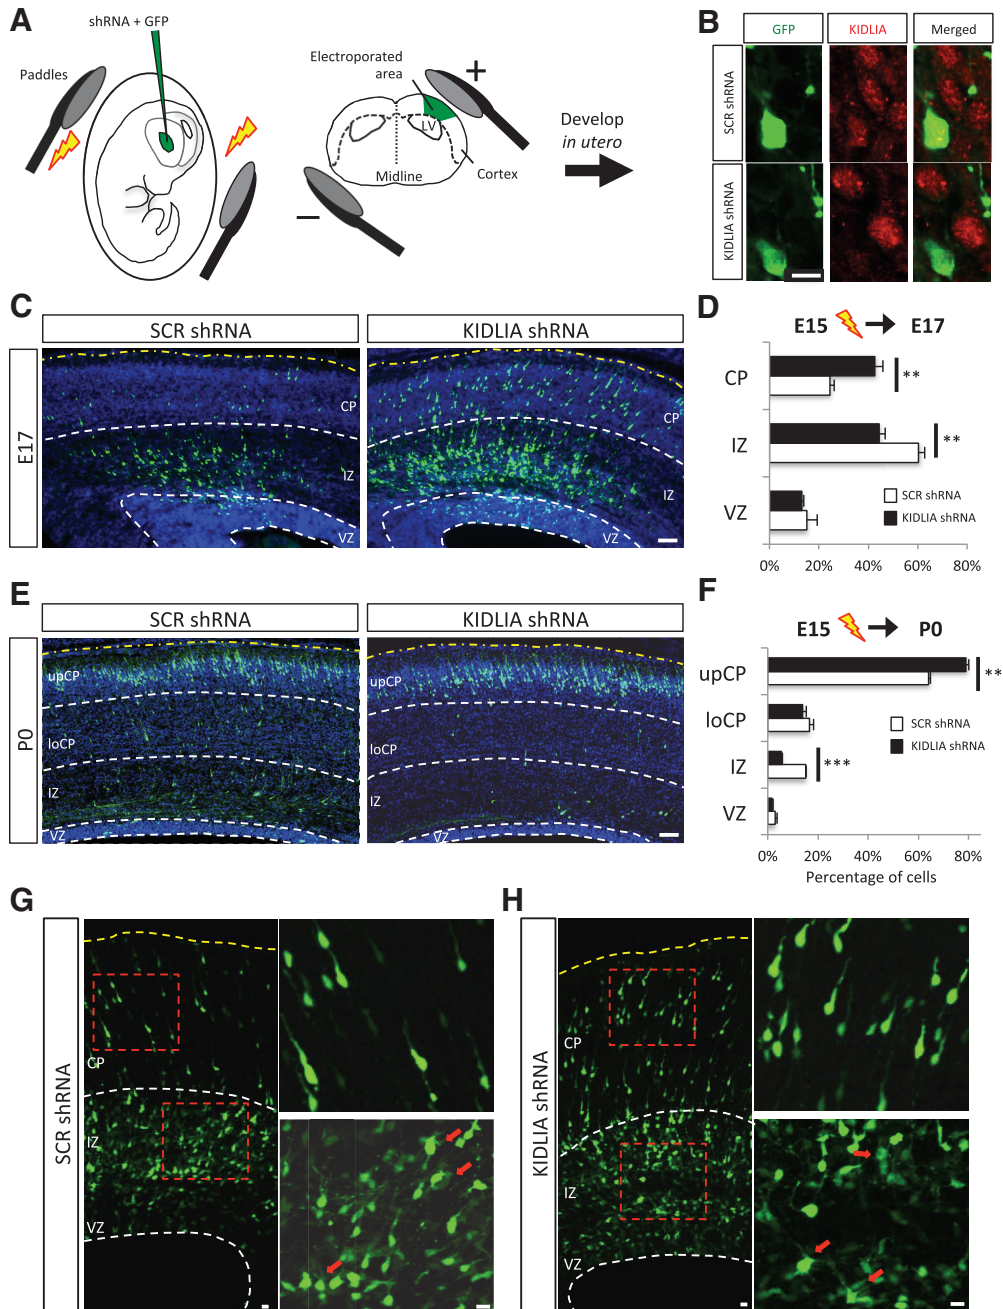 A
shRNA + GFP
Paddles
Electroporated
area
+
LV
Midline
Cortex
−
Develop
in utero
B
GFP
KIDLIA
Merged
SCR shRNA
KIDLIA shRNA
C
SCR shRNA
KIDLIA shRNA
E17
CP
IZ
VZ
CP
IZ
VZ
D
E15
E17
CP
**
IZ
**
VZ
SCR shRNA
KIDLIA shRNA
0%
20%
40%
60%
80%
E
SCR shRNA
KIDLIA shRNA
P0
upCP
loCP
IZ
VZ
upCP
loCP
IZ
VZ
F
E15
P0
upCP
**
loCP
IZ
***
VZ
SCR shRNA
KIDLIA shRNA
0%
20%
40%
60%
80%
Percentage of cells
G
SCR shRNA
CP
IZ
VZ
H
KIDLIA shRNA
CP
IZ
VZ